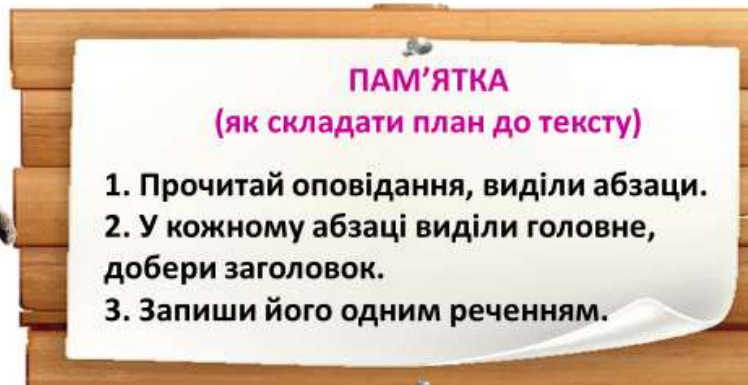 ПАМ’ЯТКА
(як складати план до тексту)
1. Прочитай оповідання, виділи абзаци.
2. У кожному абзаці виділи головне,
добери заголовок.
3. Запиши його одним реченням.